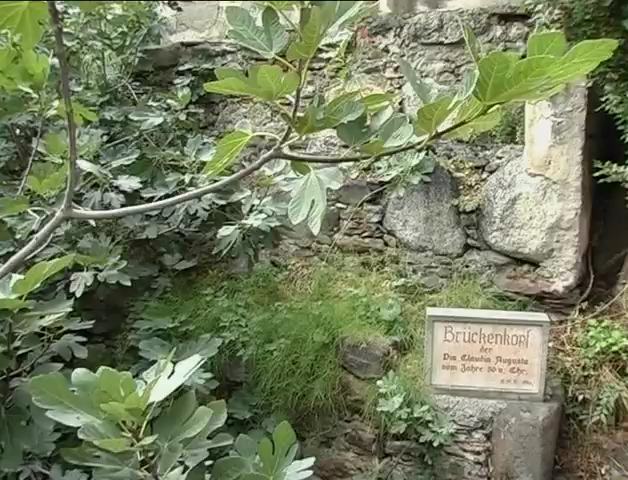 Brückenkopf
der
Via Claudia Augusta
vom Jahre 50 n. Chr.